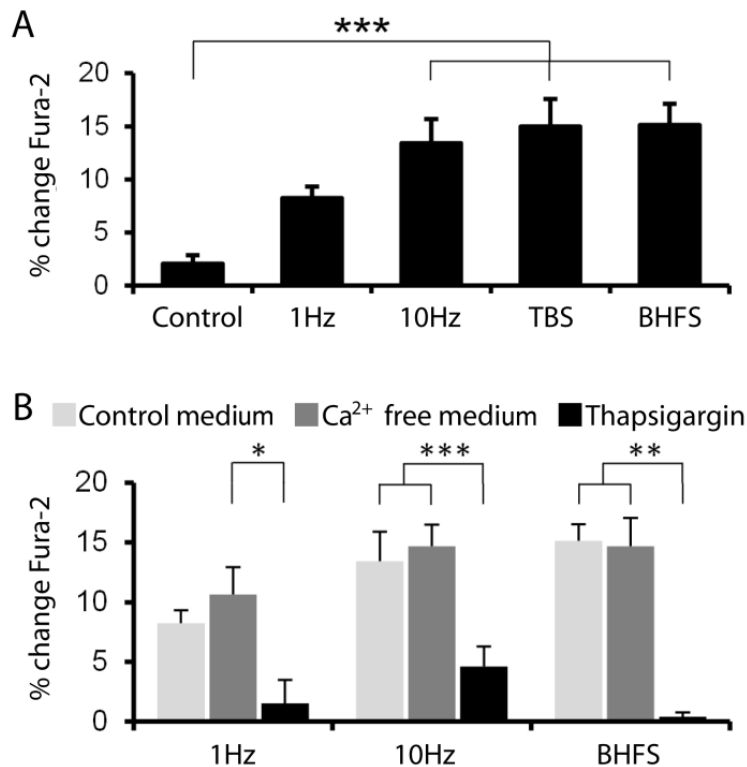 A
***
% change Fura-2
20
15
10
5
0
Control 1Hz 10Hz TBS BHFS
B
Control medium Ca²⁺ free medium Thapsigargin
* *** **
% change Fura-2
20
15
10
5
0
1Hz 10Hz BHFS